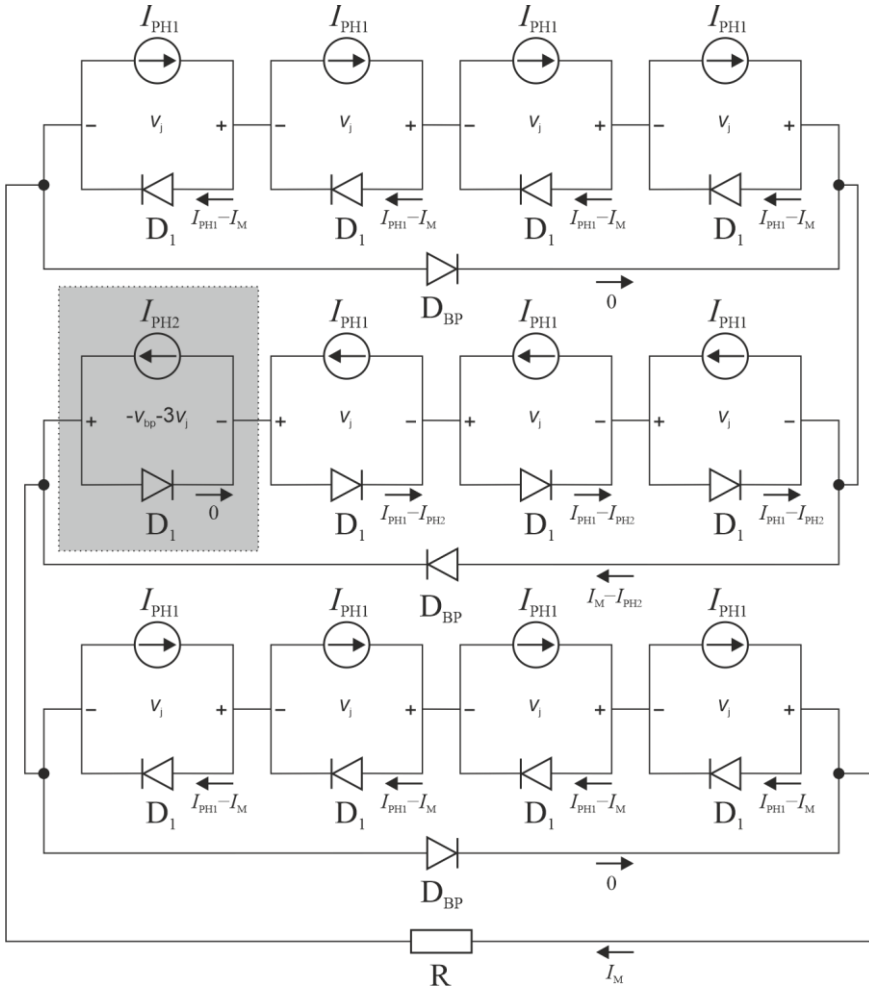 I_PH1 I_PH1 I_PH1 I_PH1
- v_j + - v_j + - v_j + - v_j +
I_PH1–I_M I_PH1–I_M I_PH1–I_M I_PH1–I_M
D_1 D_1 D_1 D_1
0
D_BP
I_PH2 I_PH1 I_PH1 I_PH1
+ -v_bp-3v_j - + v_j - + v_j - + v_j -
0 I_PH1–I_PH2 I_PH1–I_PH2 I_PH1–I_PH2
D_1 D_1 D_1 D_1
D_BP I_M–I_PH2
I_PH1 I_PH1 I_PH1 I_PH1
- v_j + - v_j + - v_j + - v_j +
I_PH1–I_M I_PH1–I_M I_PH1–I_M I_PH1–I_M
D_1 D_1 D_1 D_1
0
D_BP
R I_M